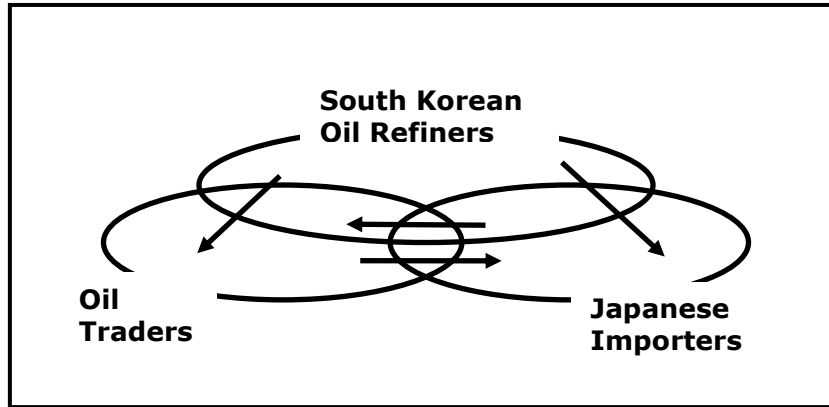 South Korean
Oil Refiners
Oil
Traders
Japanese
Importers